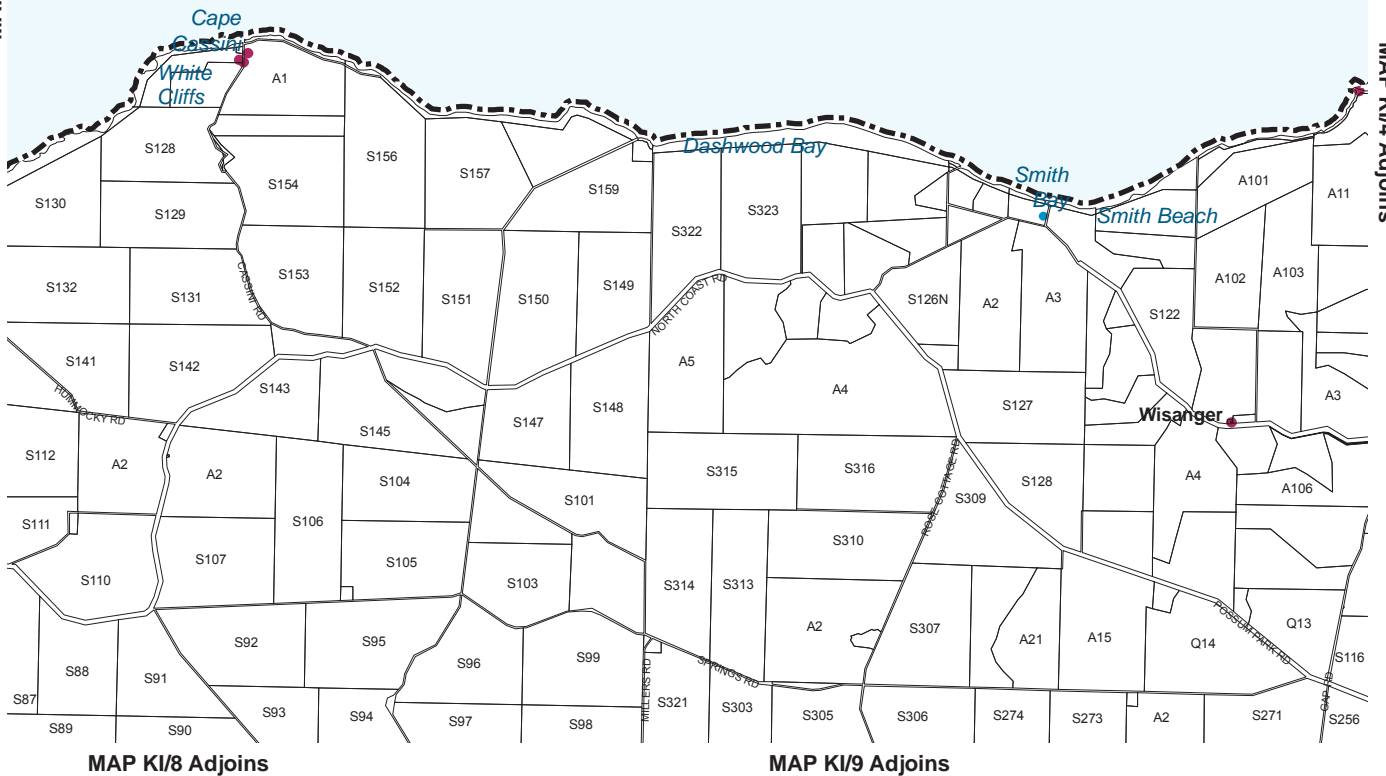 Cape
Cassini
White
Cliffs
A1
S128
S156
S157
S154
S159
Dashwood Bay
Smith
Bay
Smith Beach
A101
A11
MAP KI/4 Adjoins
S130
S129
S323
S322
S132
S131
CASSINI RD
S153
S152
S151
S150
S149
NORTH COAST RD
S126N
A2
A3
S122
A102
A103
S141
S142
S143
HUMMOCKY RD
S145
S147
S148
A5
A4
S127
Wisanger
A3
S112
A2
A2
S106
S104
S101
S315
S316
ROSE COTTAGE RD
S309
S128
A4
A106
S111
S110
S107
S105
S103
S314
S313
S310
A2
S307
A21
A15
Q14
POSSUM PARK RD
Q13
S116
S92
S95
S96
S99
MILLERS RD
SPRINGS RD
S87
S88
S91
S89
S90
S93
S94
S97
S98
S321
S303
S305
S306
S274
S273
A2
S271
GAP RD
S256
MAP KI/8 Adjoins
MAP KI/9 Adjoins